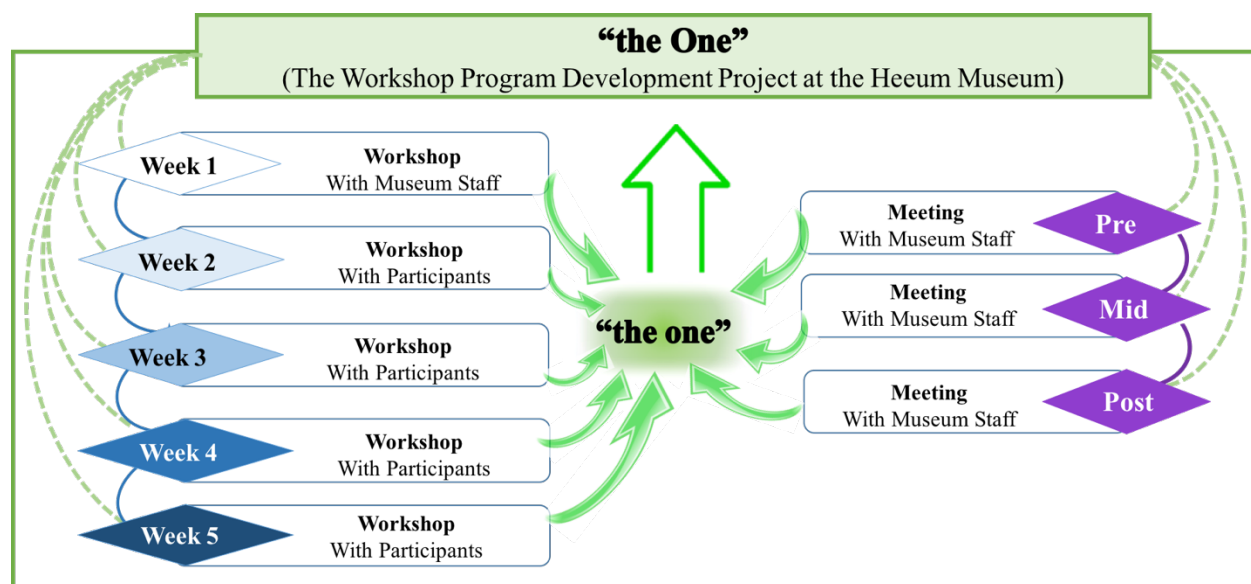 “the One”
(The Workshop Program Development Project at the Heeum Museum)
Week 1
Workshop
With Museum Staff
Week 2
Workshop
With Participants
Week 3
Workshop
With Participants
Week 4
Workshop
With Participants
Week 5
Workshop
With Participants
“the one”
Meeting
With Museum Staff
Pre
Meeting
With Museum Staff
Mid
Meeting
With Museum Staff
Post